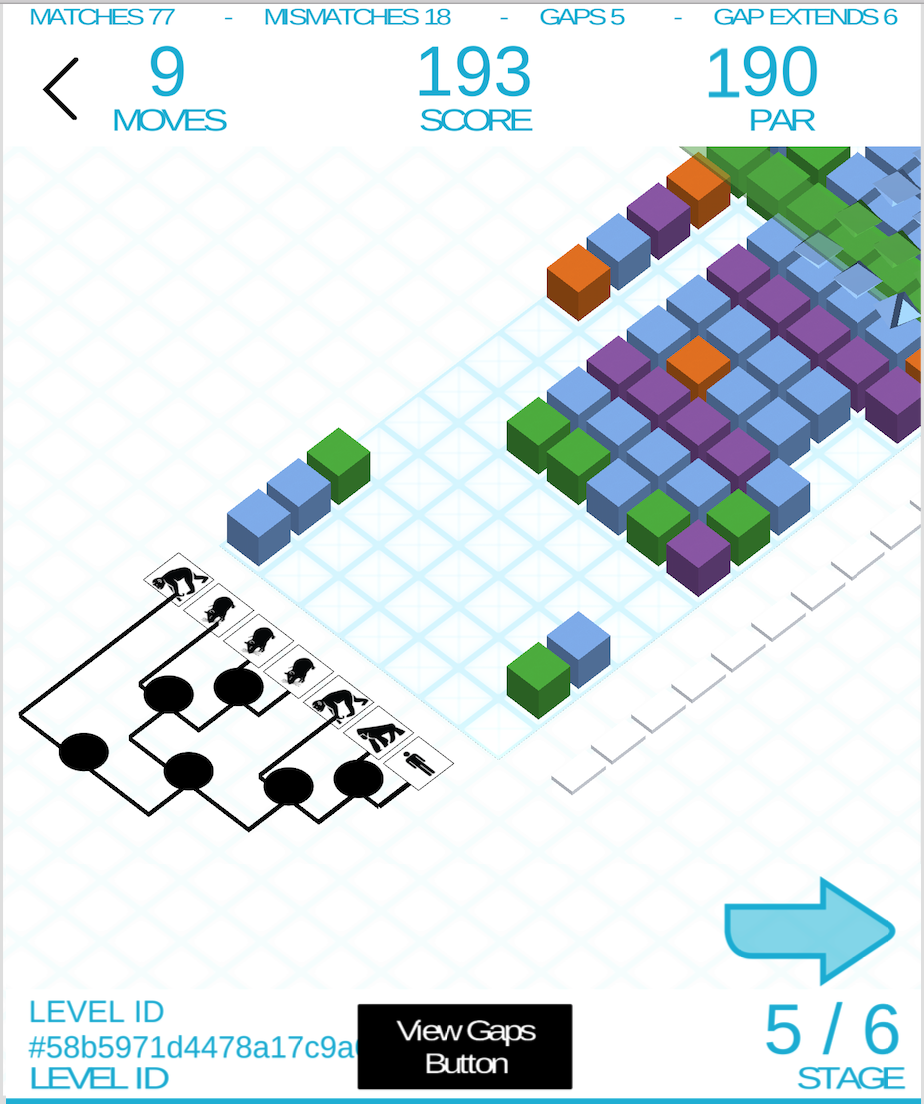 MATCHES 77 - MISMATCHES 18 - GAPS 5 - GAP EXTENDS 6
9 193 190
MOVES SCORE PAR
LEVEL ID
#58b5971d4478a17c9a
LEVEL ID
View Gaps
Button
5 / 6
STAGE